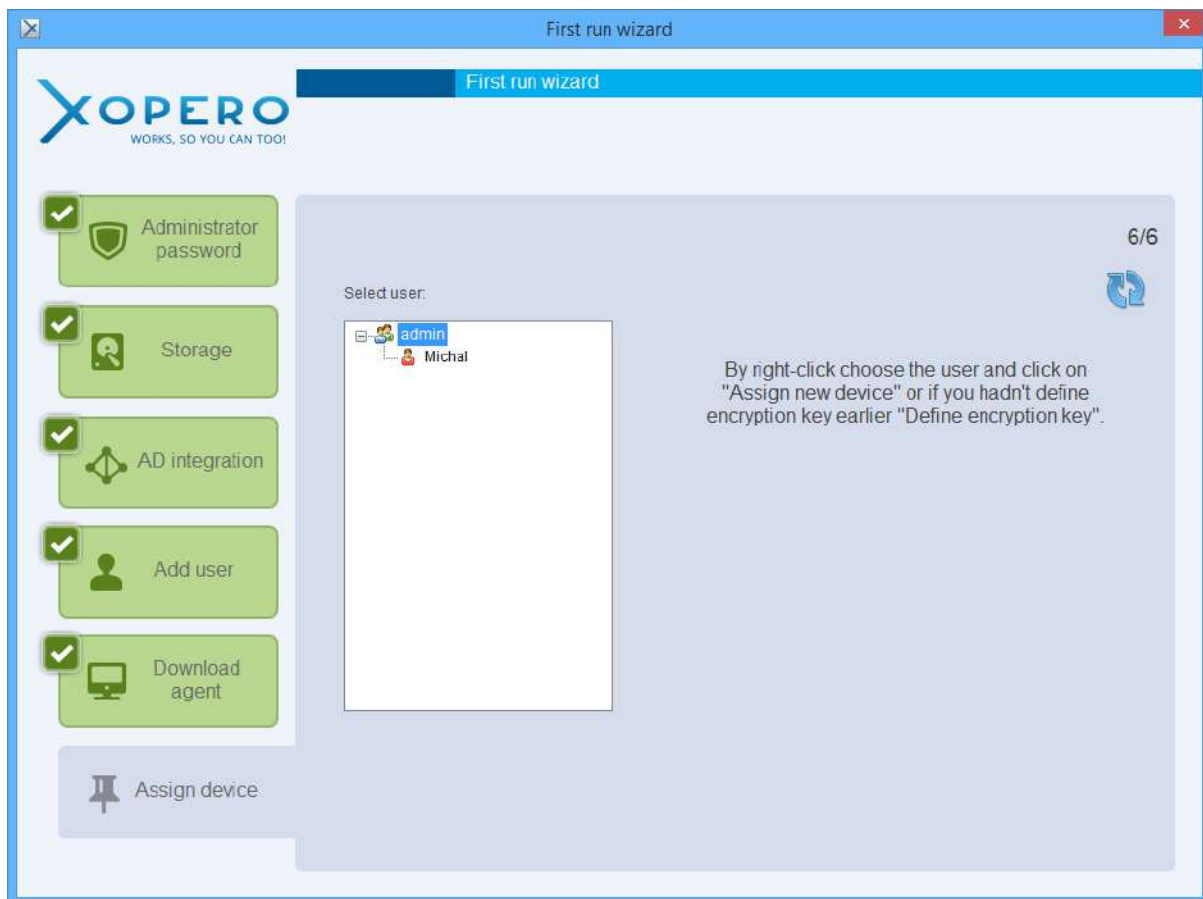 First run wizard
First run wizard
XOPERO
WORKS, SO YOU CAN TOO!
Administrator
password
Storage
AD integration
Add user
Download
agent
Assign device
6/6
Select user:
admin
Michal
By right-click choose the user and click on
"Assign new device" or if you hadn't define
encryption key earlier "Define encryption key".